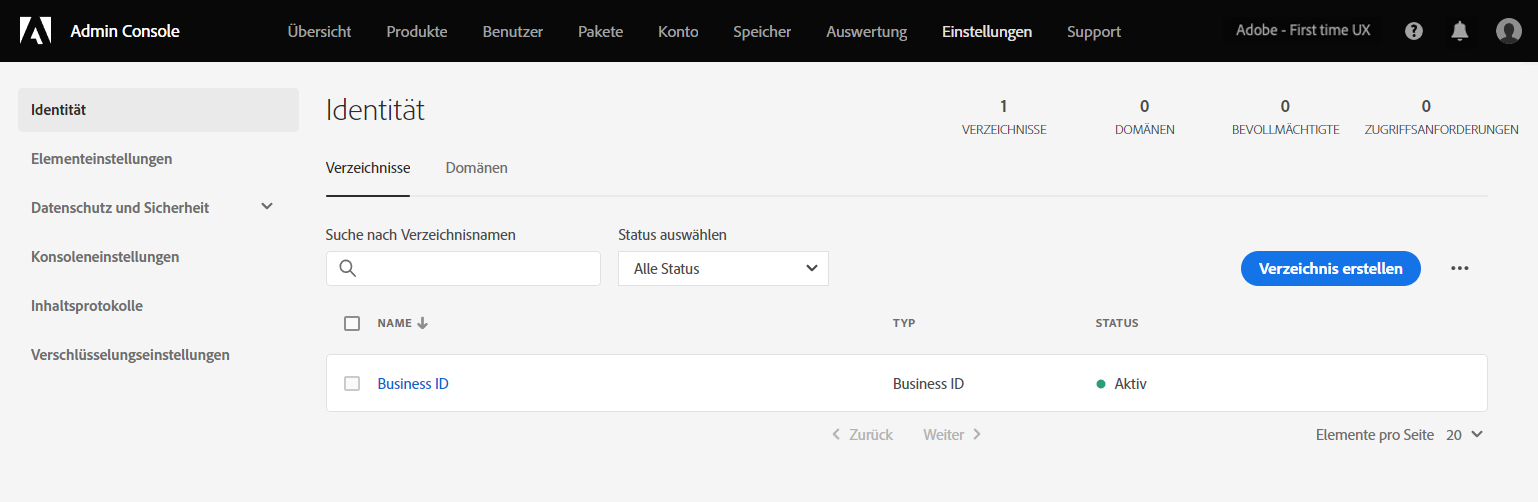 Admin Console Übersicht Produkte Benutzer Pakete Konto Speicher Auswertung Einstellungen Support Adobe - First time UX
Identität
Elementeinstellungen
Datenschutz und Sicherheit
Konsoleneinstellungen
Inhaltsprotokolle
Verschlüsselungseinstellungen
Identität
1 0 0 0
VERZEICHNISSE DOMÄNEN BEVOLLMÄCHTIGTE ZUGRIFFSANFORDERUNGEN
Verzeichnisse Domänen
Suche nach Verzeichnisnamen Status auswählen
Alle Status Verzeichnis erstellen
NAME TYP STATUS
Business ID Business ID Aktiv
Zurück Weiter Elemente pro Seite 20